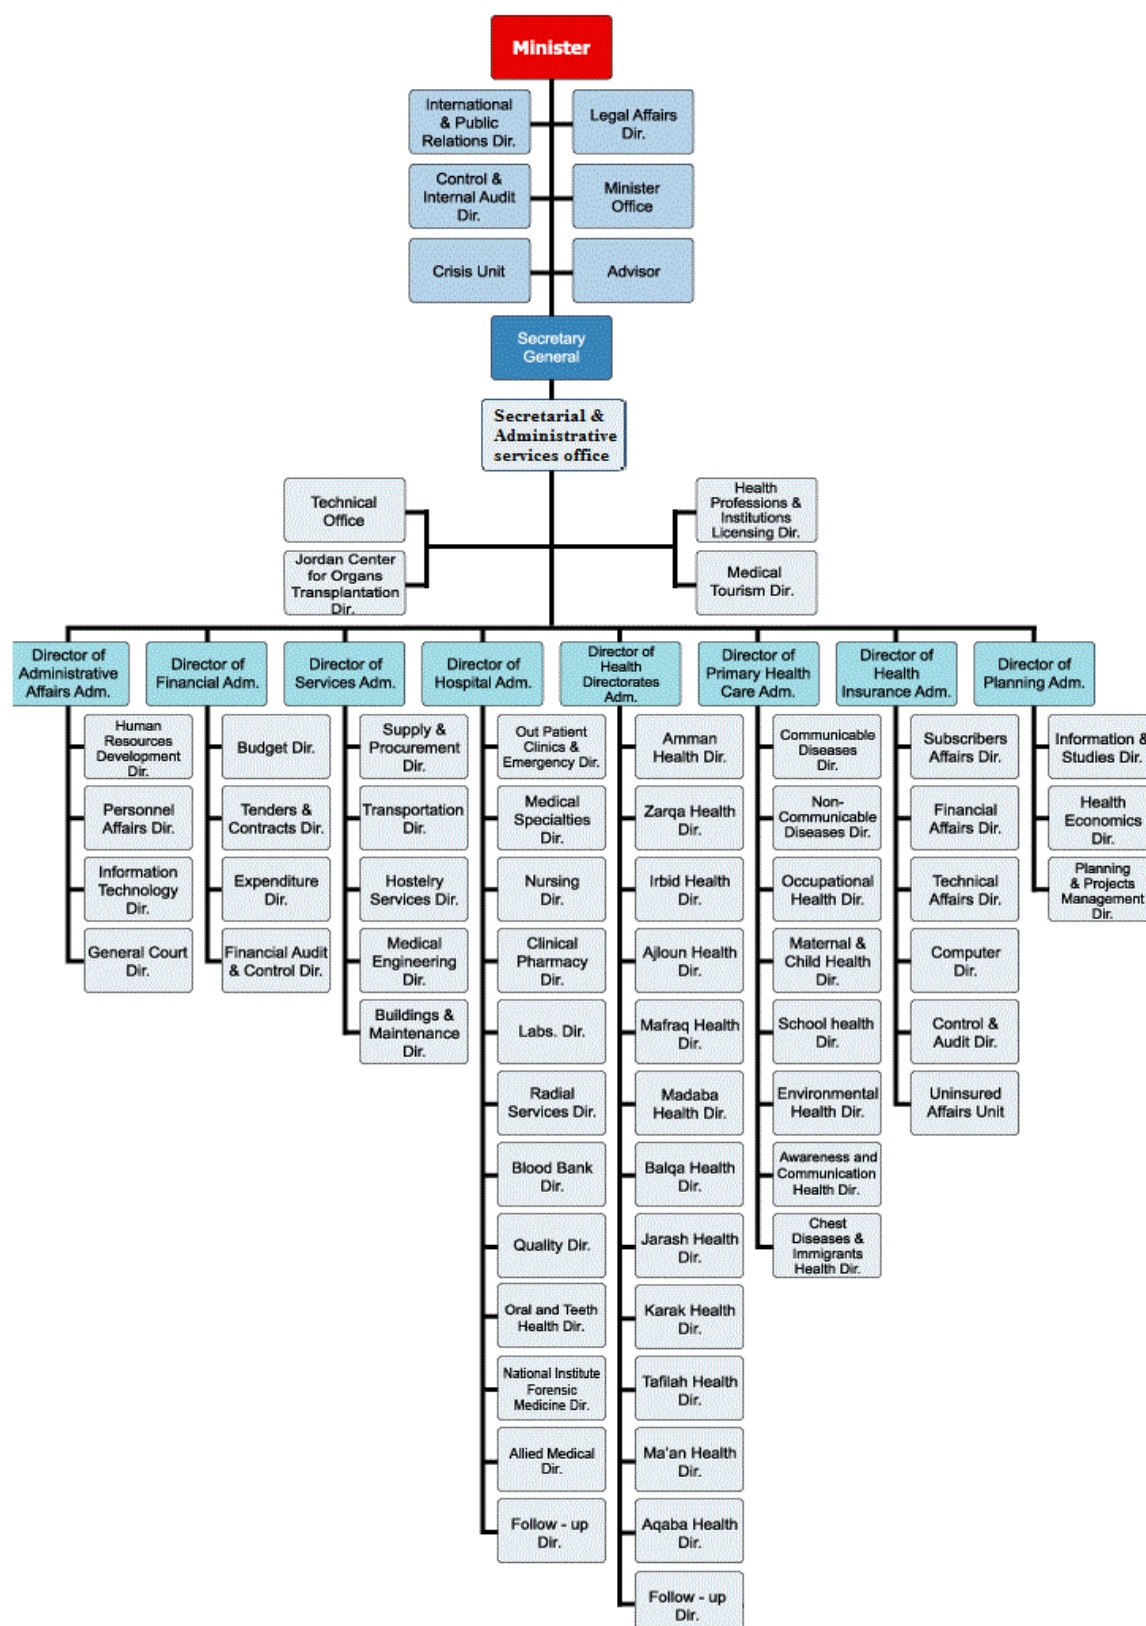 Minister
International
& Public
Relations Dir.
Legal Affairs
Dir.
Control &
Internal Audit
Dir.
Minister
Office
Crisis Unit
Advisor
Secretary
General
Secretarial &
Administrative
services office
Technical
Office
Health
Professions &
Institutions
Licensing Dir.
Jordan Center
for Organs
Transplantation
Dir.
Medical
Tourism Dir.
Director of
Administrative
Affairs Adm.
Human
Resources
Development
Dir.
Personnel
Affairs Dir.
Information
Technology
Dir.
General Court
Dir.
Director of
Financial Adm.
Budget Dir.
Tenders &
Contracts Dir.
Expenditure
Dir.
Financial Audit
& Control Dir.
Director of
Services Adm.
Supply &
Procurement
Dir.
Transportation
Dir.
Hostelry
Services Dir.
Medical
Engineering
Dir.
Buildings &
Maintenance
Dir.
Director of
Hospital Adm.
Out Patient
Clinics &
Emergency Dir.
Medical
Specialties
Dir.
Nursing
Dir.
Clinical
Pharmacy
Dir.
Labs. Dir.
Radial
Services Dir.
Blood Bank
Dir.
Quality Dir.
Oral and Teeth
Health Dir.
National Institute
Forensic
Medicine Dir.
Allied Medical
Dir.
Follow - up
Dir.
Director of
Health
Directorates
Adm.
Amman
Health Dir.
Zarqa Health
Dir.
Irbid Health
Dir.
Ajloun Health
Dir.
Mafraq Health
Dir.
Madaba
Health Dir.
Balqa Health
Dir.
Jarash Health
Dir.
Karak Health
Dir.
Tafilah Health
Dir.
Ma'an Health
Dir.
Aqaba Health
Dir.
Follow - up
Dir.
Director of
Primary Health
Care Adm.
Communicable
Diseases
Dir.
Non-
Communicable
Diseases Dir.
Occupational
Health Dir.
Maternal &
Child Health
Dir.
School health
Dir.
Environmental
Health Dir.
Awareness and
Communication
Health Dir.
Chest
Diseases &
Immigrants
Health Dir.
Director of
Health
Insurance Adm.
Subscribers
Affairs Dir.
Financial
Affairs Dir.
Technical
Affairs Dir.
Computer
Dir.
Control &
Audit Dir.
Uninsured
Affairs Unit
Director of
Planning Adm.
Information &
Studies Dir.
Health
Economics
Dir.
Planning
& Projects
Management
Dir.